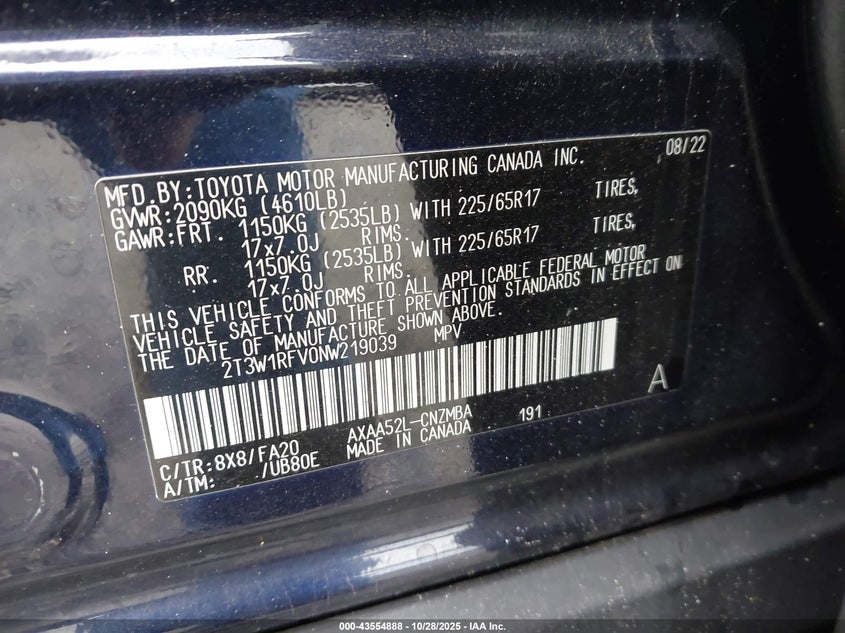 08/22
MFD.BY:TOYOTA MOTOR MANUFACTURING CANADA INC.
GVWR:2090KG (4610LB)
GAWR:FRT. 1150KG (2535LB) WITH 225/65R17 TIRES,
17x7.0J RIMS.
RR. 1150KG (2535LB) WITH 225/65R17 TIRES,
17x7.0J RIMS.
THIS VEHICLE CONFORMS TO ALL APPLICABLE FEDERAL MOTOR
VEHICLE SAFETY AND THEFT PREVENTION STANDARDS IN EFFECT ON
THE DATE OF MANUFACTURE SHOWN ABOVE.
2T3W1RFV0NW219039 MPV
A
AXAA52L-CNZMBA 191
C/TR:8X8/FA20 MADE IN CANADA
A/TM: /UB80E
000-43554888 - 10/28/2025 - IAA Inc.